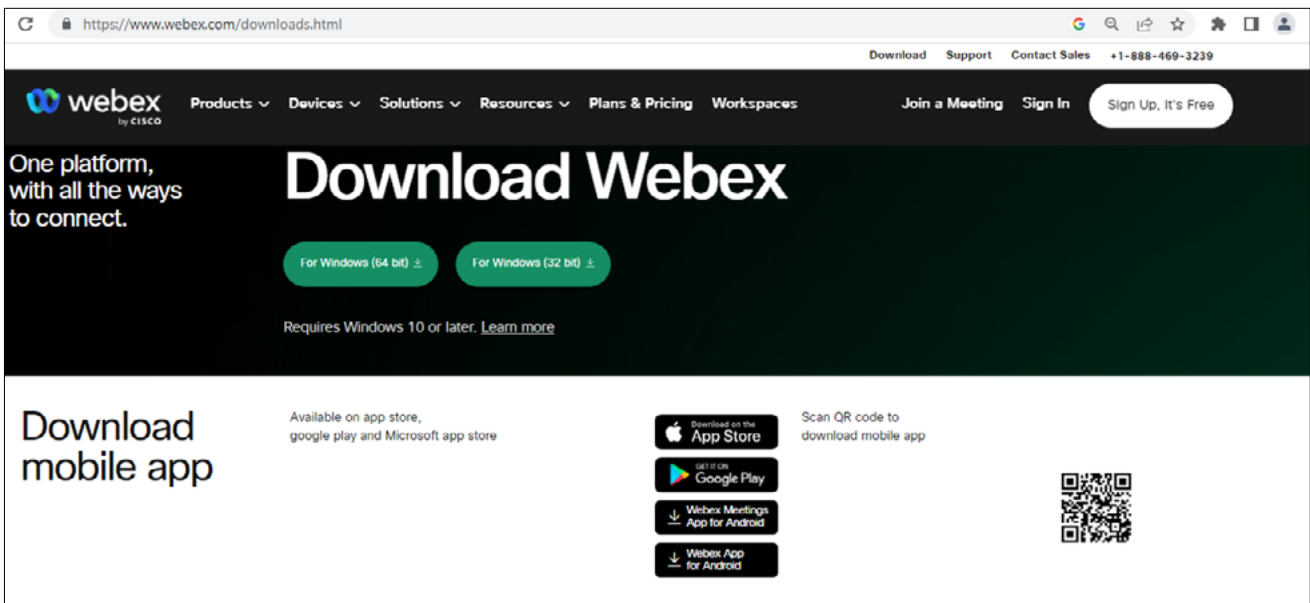 https://www.webex.com/downloads.html
Download Support Contact Sales +1-888-469-3239
webex
by CISCO
Products Devices Solutions Resources Plans & Pricing Workspaces Join a Meeting Sign In Sign Up, It's Free
One platform,
with all the ways
to connect.
Download Webex
For Windows (64 bit) For Windows (32 bit)
Requires Windows 10 or later. Learn more
Download
mobile app
Available on app store,
google play and Microsoft app store
Download on the
App Store
GET IT ON
Google Play
Webex Meetings
App for Android
Webex App
for Android
Scan QR code to
download mobile app